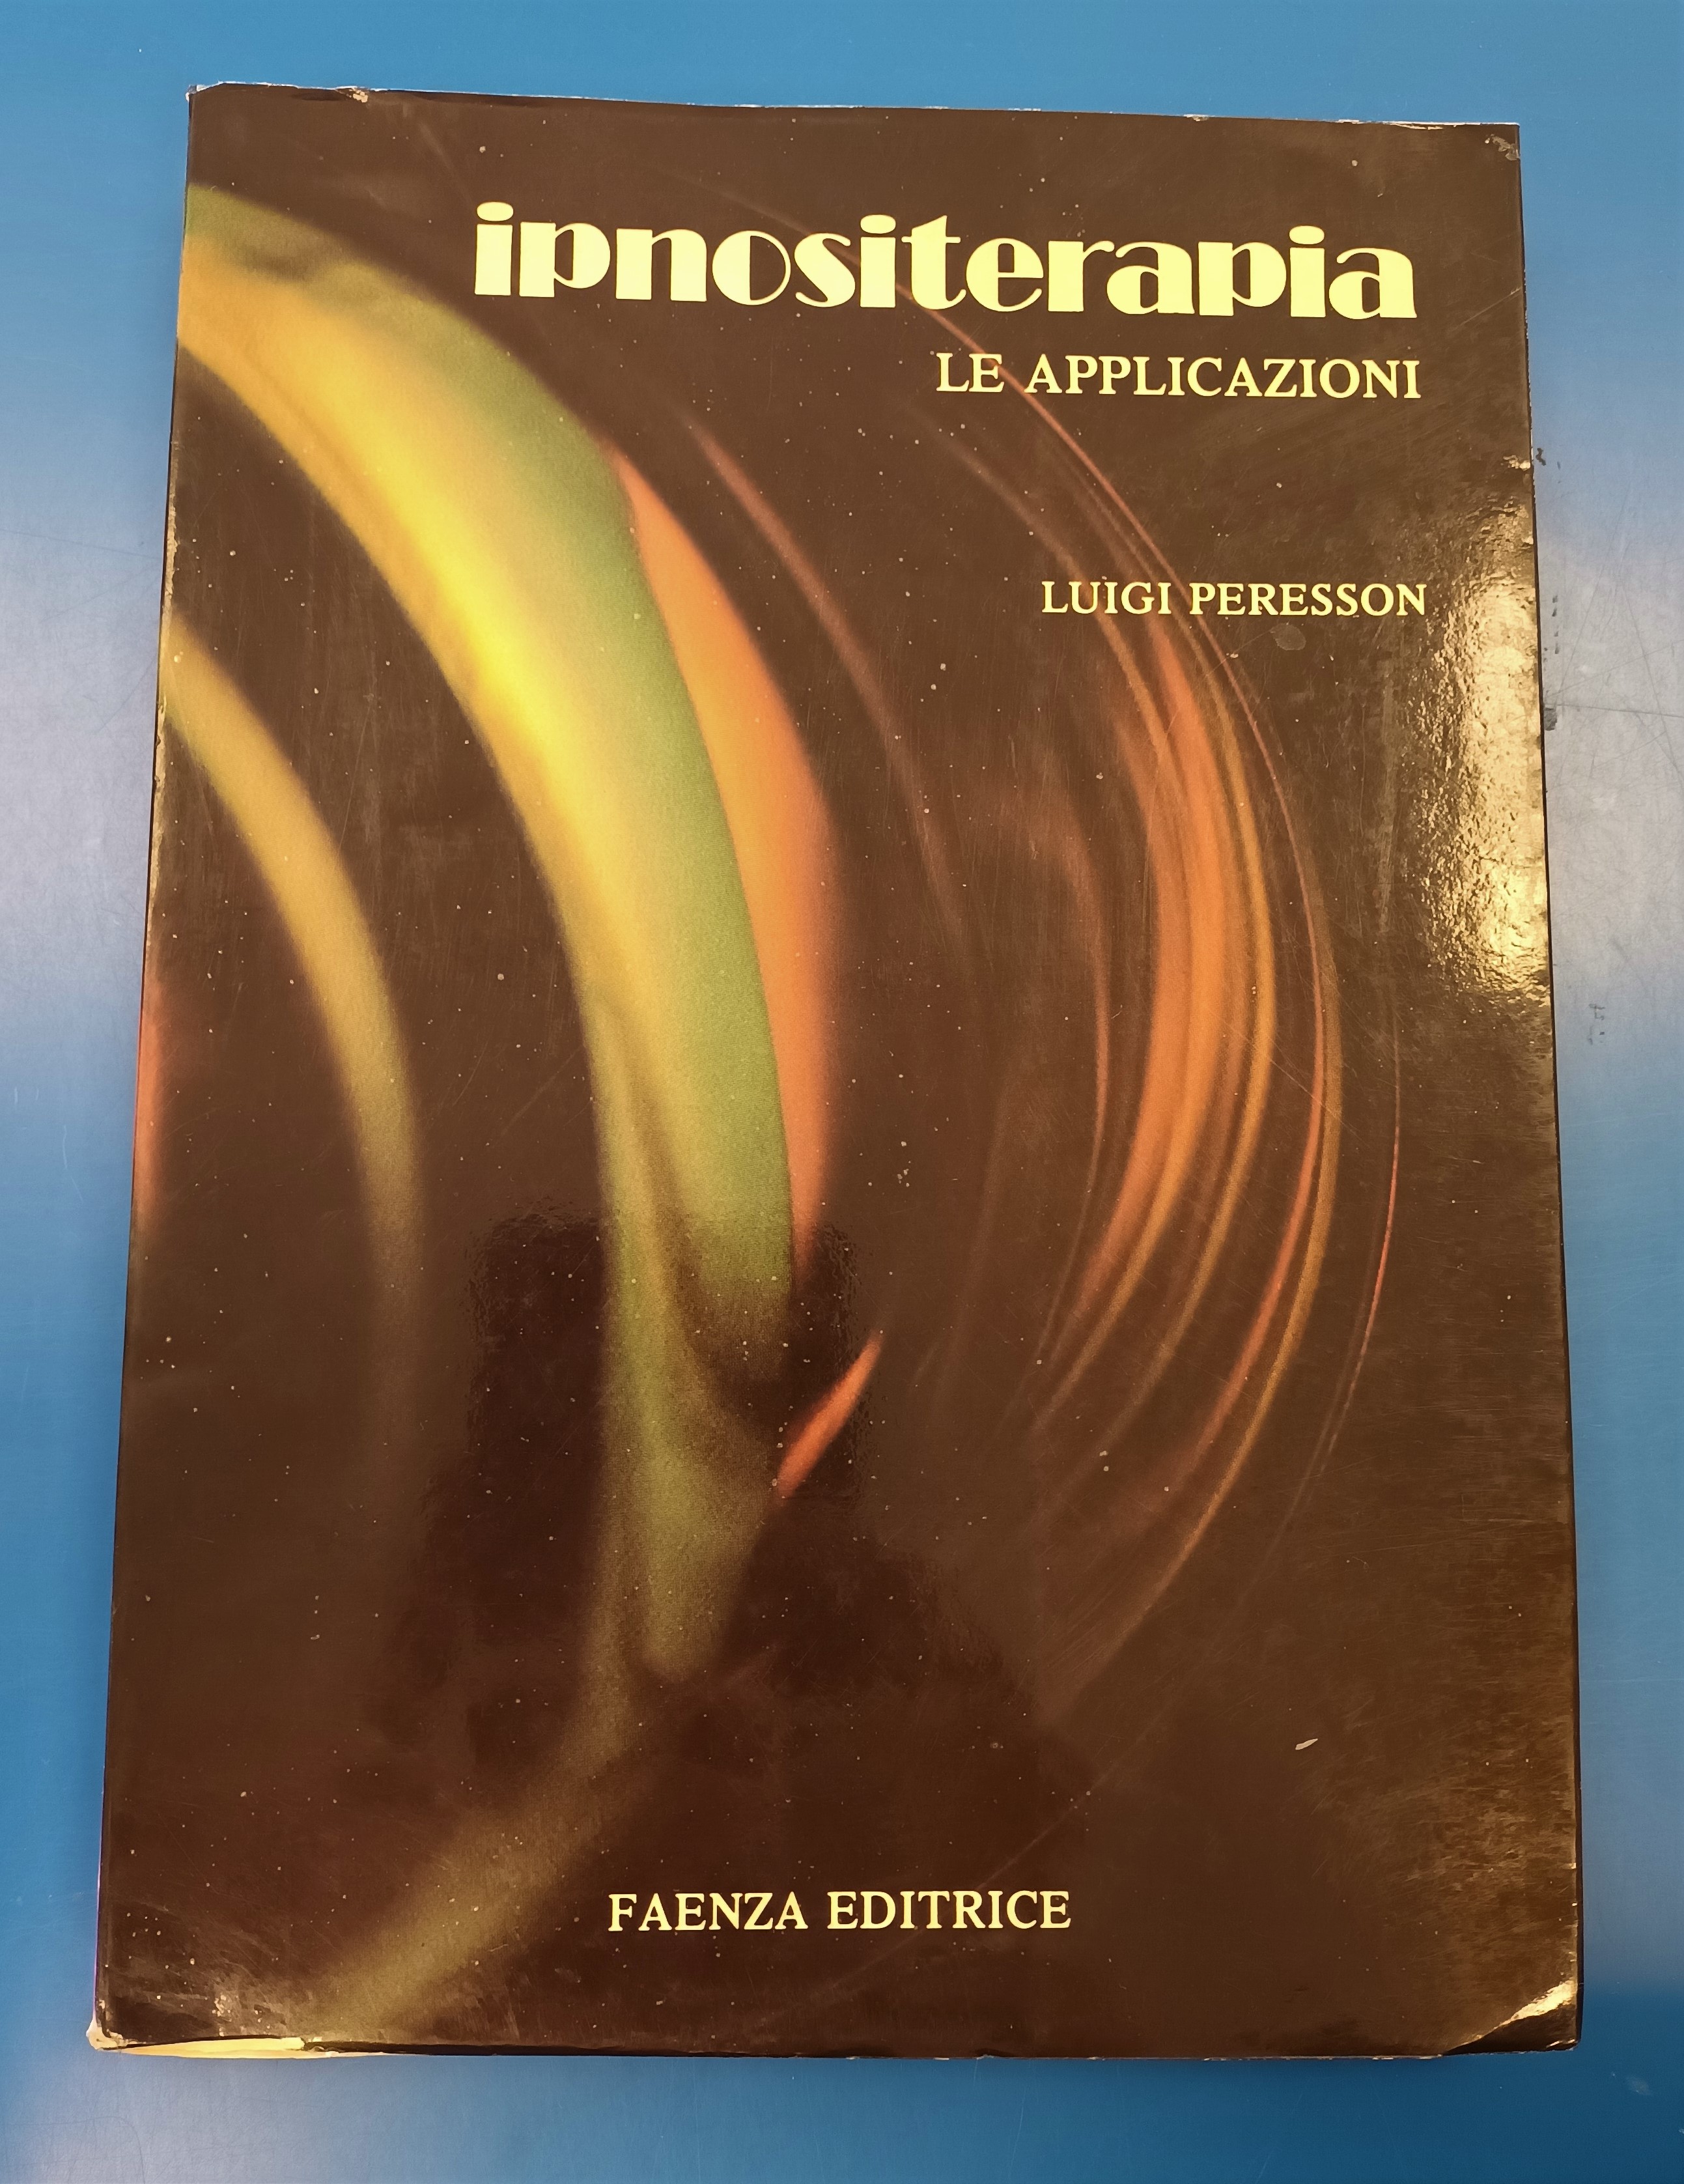 ipnositerapia
LE APPLICAZIONI
LUIGI PERESSON
FAENZA EDITRICE